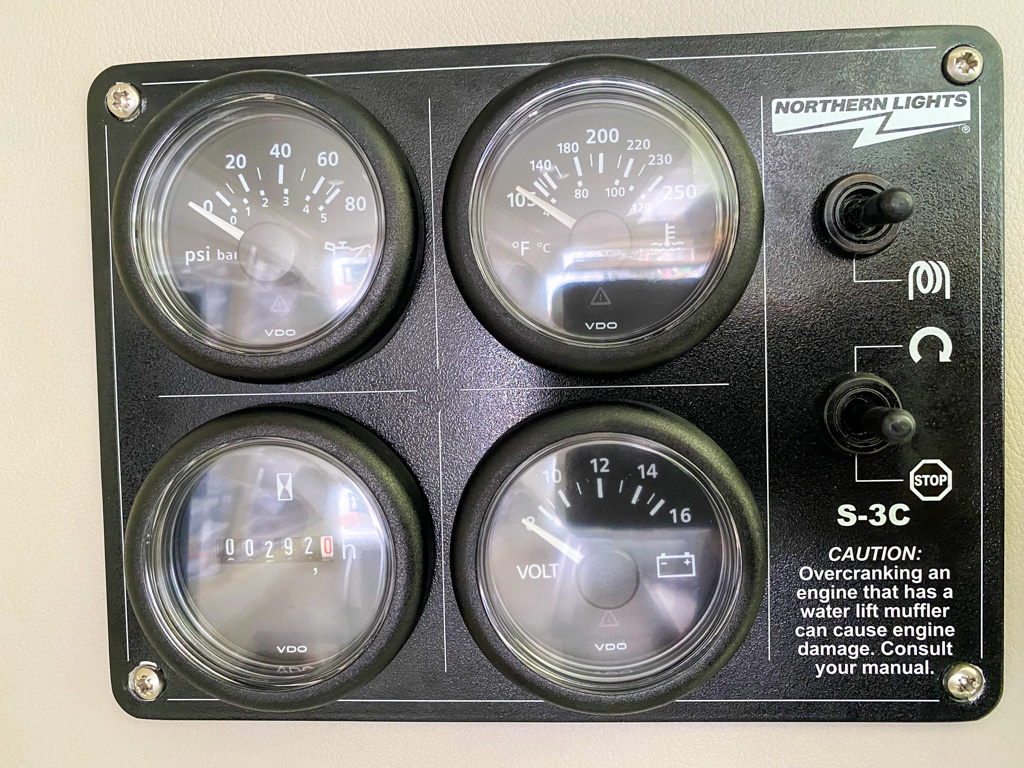 20 40 60
0 80
0 1 2 3 4 5
psi bar
VDO
180 200 220
140 230
105 250
80 100 120
°F °C
VDO
NORTHERN LIGHTS
®
002920 h
,
VDO
10 12 14
8 16
VOLT
- +
VDO
STOP
S-3C
CAUTION:
Overcranking an
engine that has a
water lift muffler
can cause engine
damage. Consult
your manual.